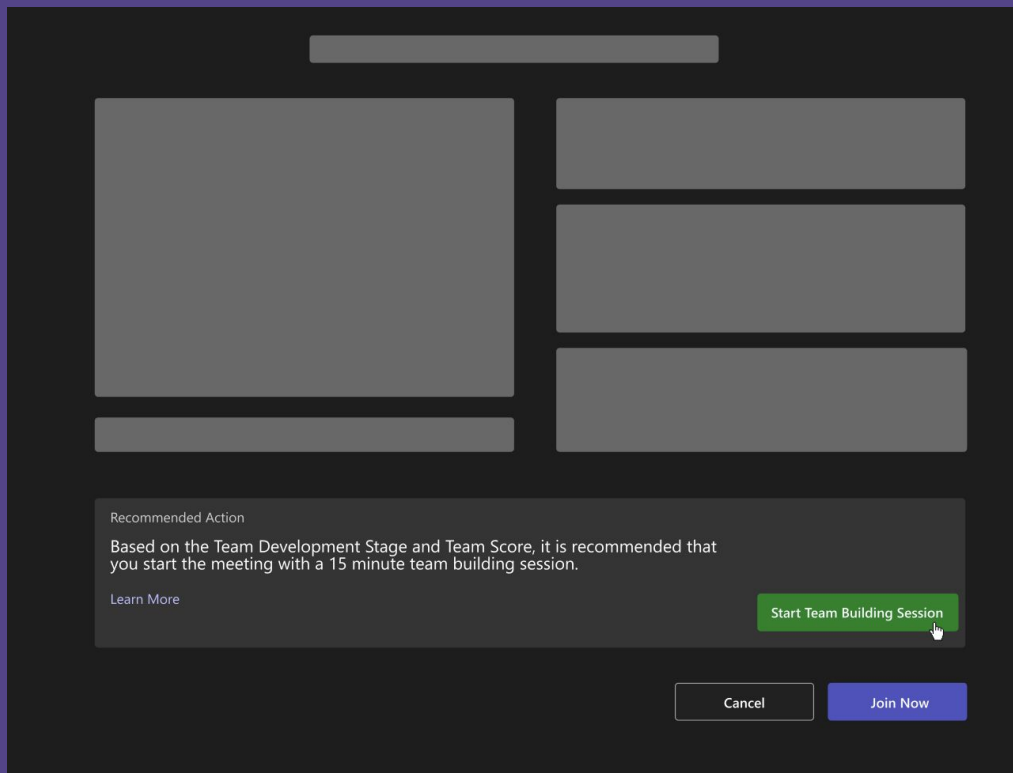 Recommended Action
Based on the Team Development Stage and Team Score, it is recommended that
you start the meeting with a 15 minute team building session.
Learn More
Start Team Building Session
Cancel
Join Now